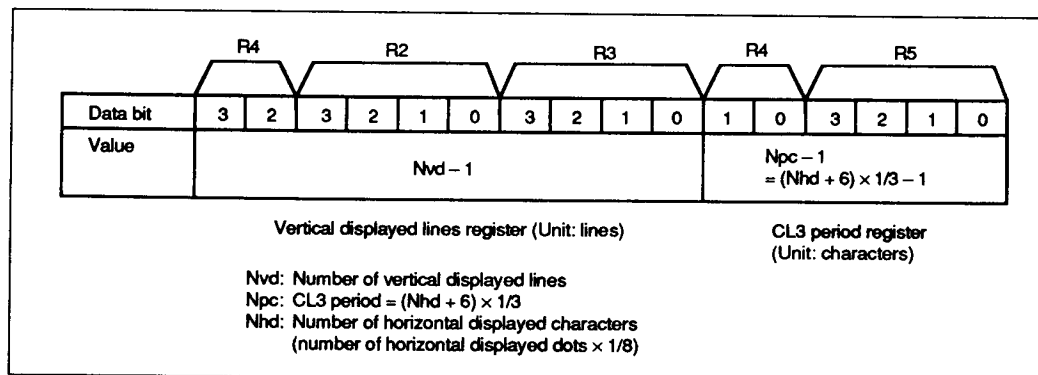 R4 R2 R3 R4 R5
Data bit 3 2 3 2 1 0 3 2 1 0 1 0 3 2 1 0
Value
Nvd – 1
Npc – 1
= (Nhd + 6) × 1/3 – 1
Vertical displayed lines register (Unit: lines)
CL3 period register
(Unit: characters)
Nvd: Number of vertical displayed lines
Npc: CL3 period = (Nhd + 6) × 1/3
Nhd: Number of horizontal displayed characters
(number of horizontal displayed dots × 1/8)